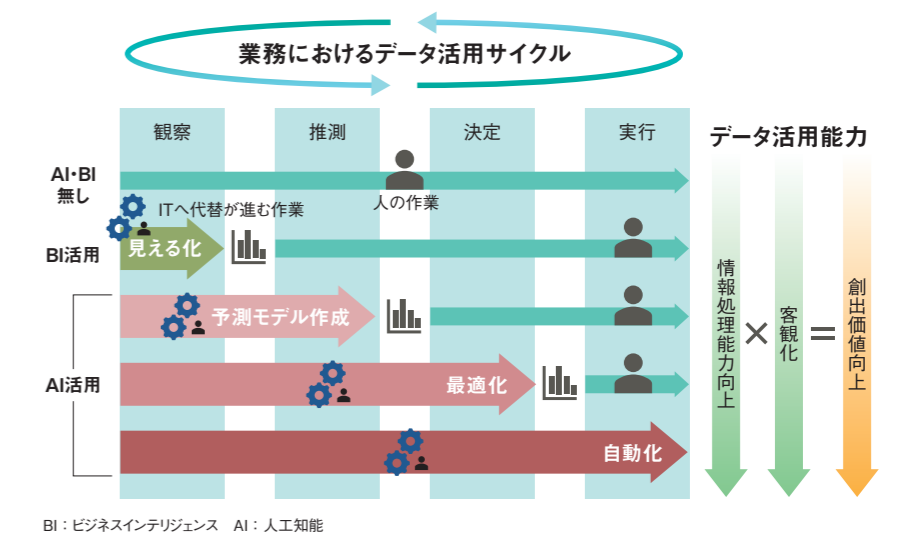 業務におけるデータ活用サイクル
観察
推測
決定
実行
データ活用能力
AI・BI
無し
人の作業
ITへ代替が進む作業
BI活用
見える化
AI活用
予測モデル作成
最適化
自動化
情報処理能力向上
×
客観化
=
創出価値向上
BI：ビジネスインテリジェンス　AI：人工知能